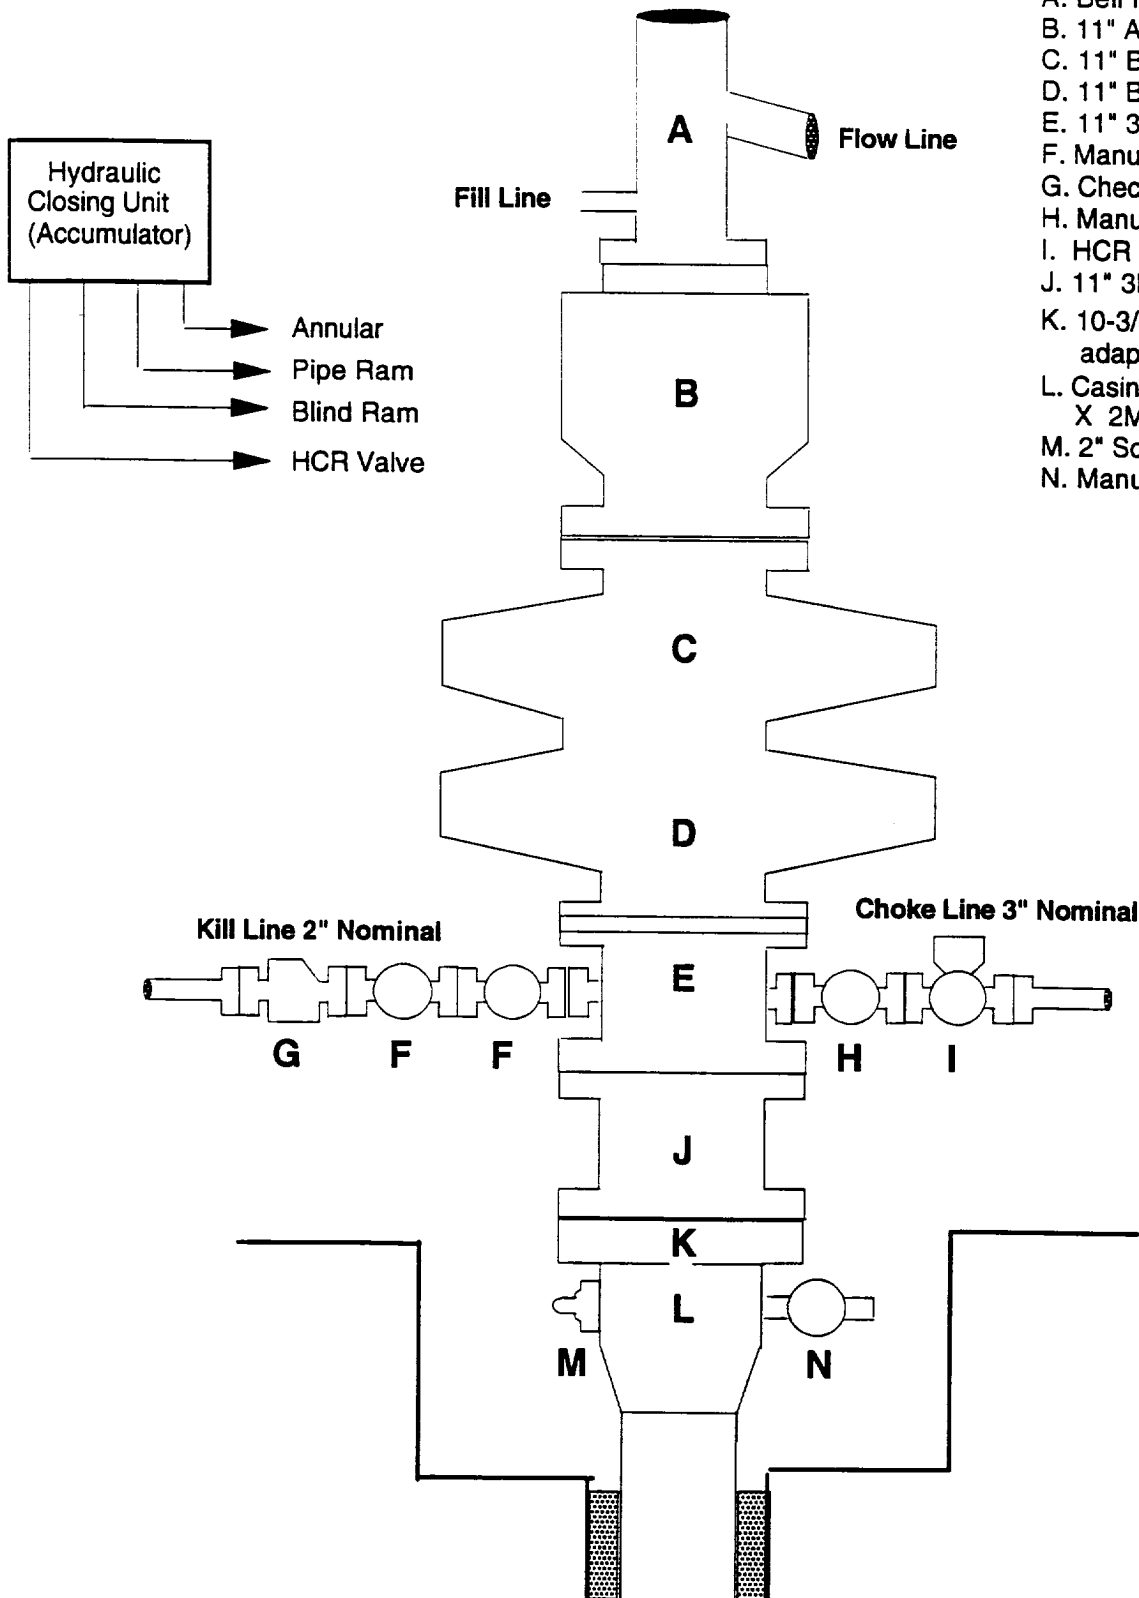 A. Bell
B. 11" A
C. 11" B
D. 11" B
E. 11" 3
F. Manu
G. Chec
H. Manu
I. HCR
J. 11" 3
K. 10-3/
adap
L. Casin
X 2M
M. 2" Sc
N. Manu
A
Flow Line
Fill Line
Hydraulic
Closing Unit
(Accumulator)
Annular
Pipe Ram
Blind Ram
HCR Valve
B
C
D
Kill Line 2" Nominal
Choke Line 3" Nominal
E
G
F
F
H
I
J
K
L
M
N